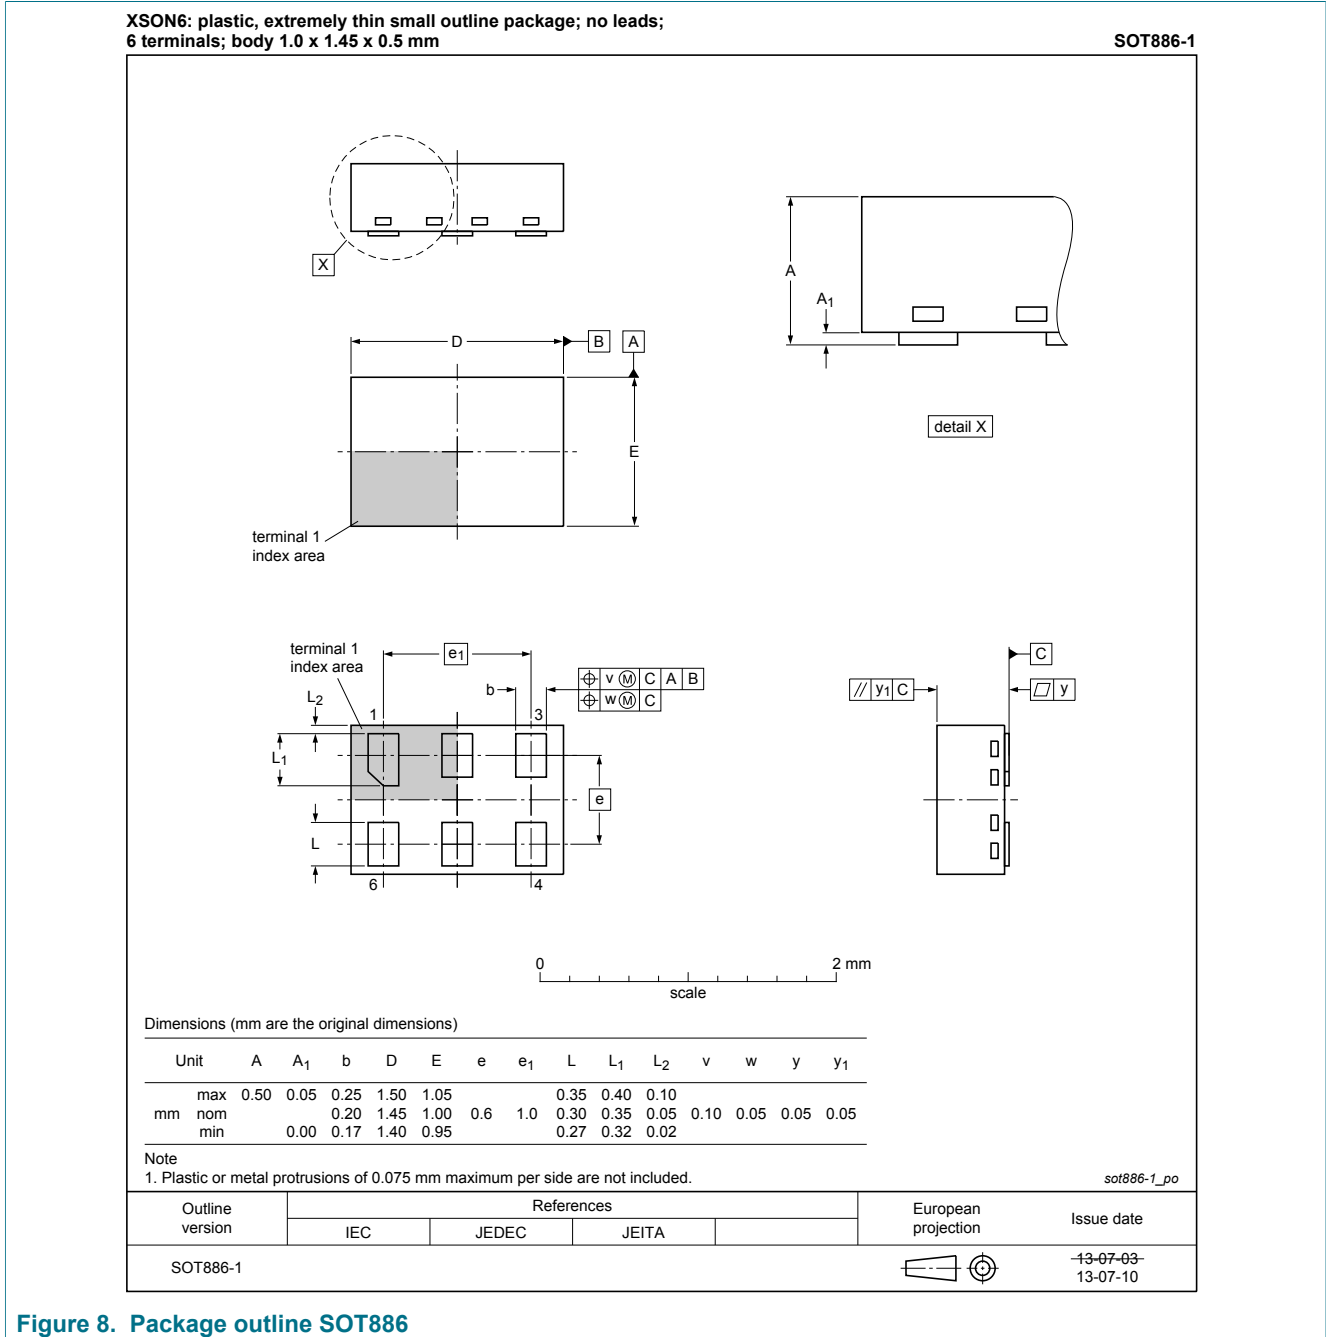 XSON6: plastic, extremely thin small outline package; no leads;
6 terminals; body 1.0 x 1.45 x 0.5 mm
SOT886-1
X
A
A1
detail X
D
B
A
E
terminal 1
index area
terminal 1
index area
e1
b
v M C A B
w M C
L2
1
3
L1
e
L
6
4
C
// y1 C
y
0
2 mm
scale
Dimensions (mm are the original dimensions)
Unit A A1 b D E e e1 L L1 L2 v w y y1
max 0.50 0.05 0.25 1.50 1.05 0.35 0.40 0.10
mm nom 0.20 1.45 1.00 0.6 1.0 0.30 0.35 0.05 0.10 0.05 0.05 0.05
min 0.00 0.17 1.40 0.95 0.27 0.32 0.02
Note
1. Plastic or metal protrusions of 0.075 mm maximum per side are not included.
sot886-1_po
Outline version
References
European projection
Issue date
IEC JEDEC JEITA
SOT886-1
13-07-03
13-07-10
Figure 8. Package outline SOT886